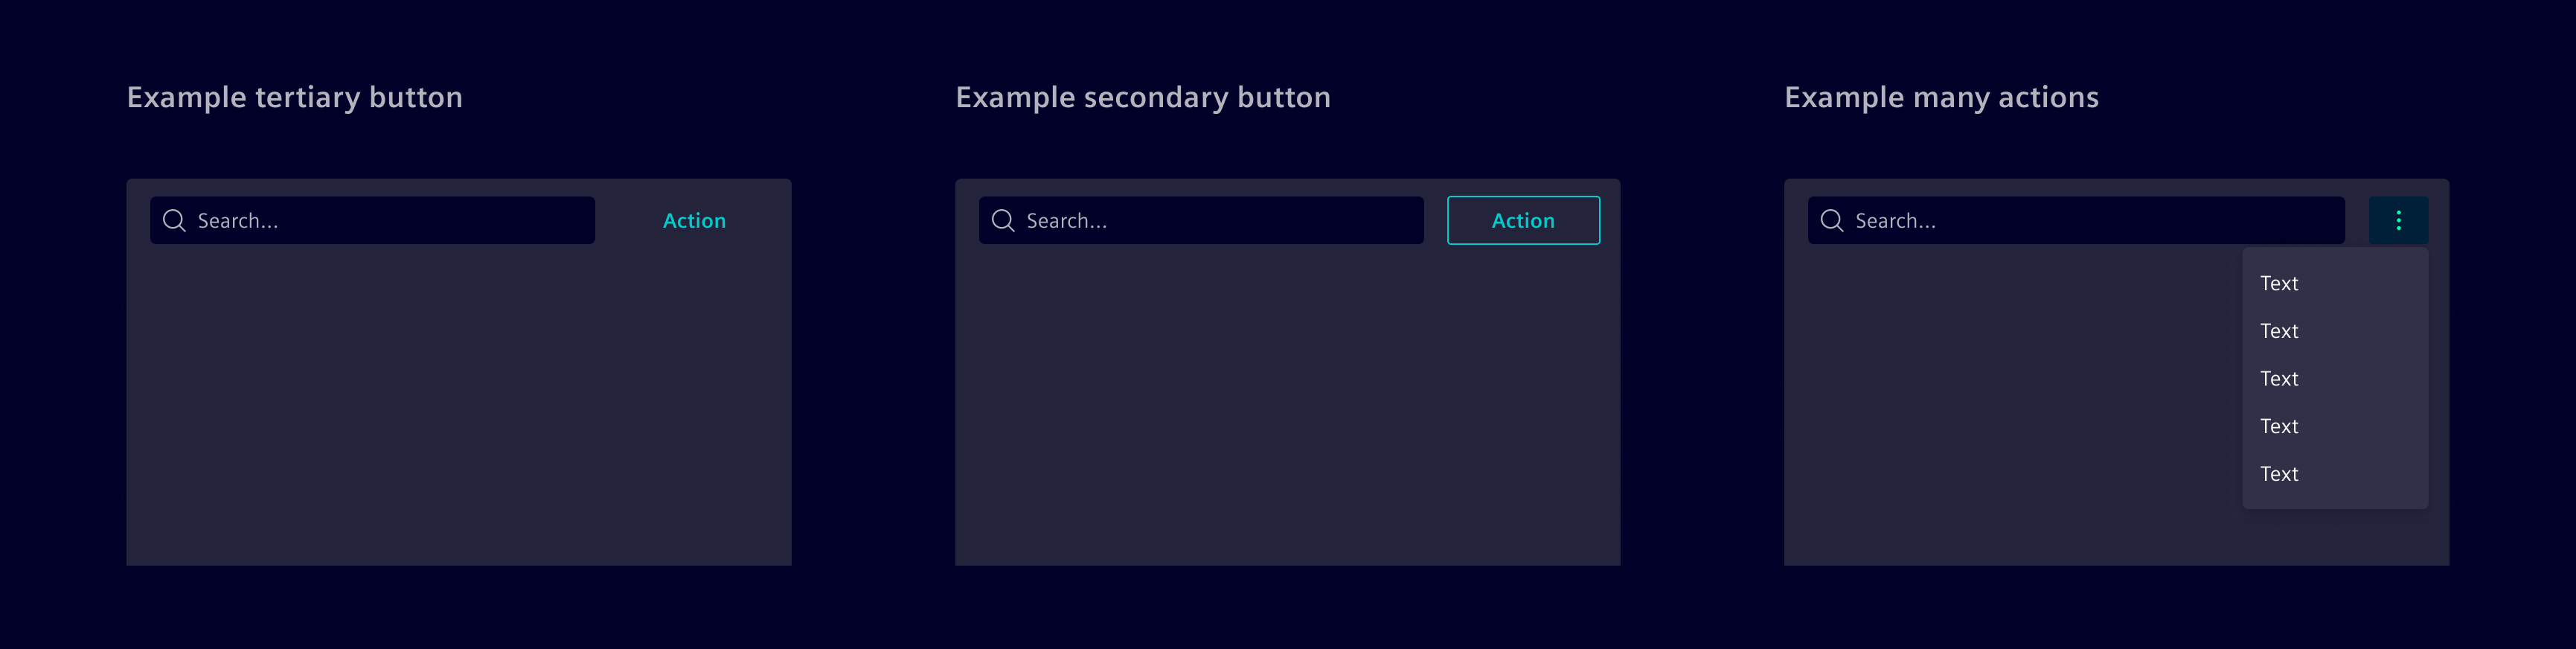 Example tertiary button
Search...
Action
Example secondary button
Search...
Action
Example many actions
Search...
Text
Text
Text
Text
Text